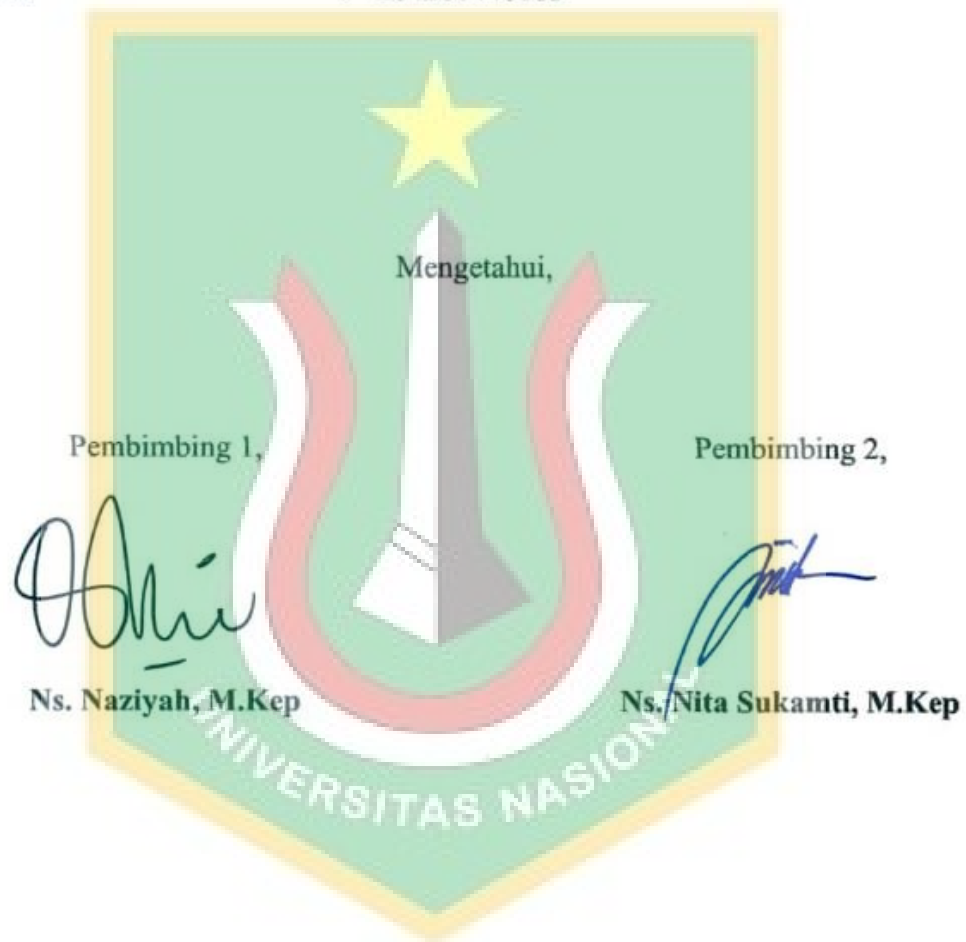 Mengetahui,
Pembimbing 1,
Pembimbing 2,
Ns. Naziyah, M.Kep
Ns. Nita Sukamti, M.Kep
UNIVERSITAS NASIONAL